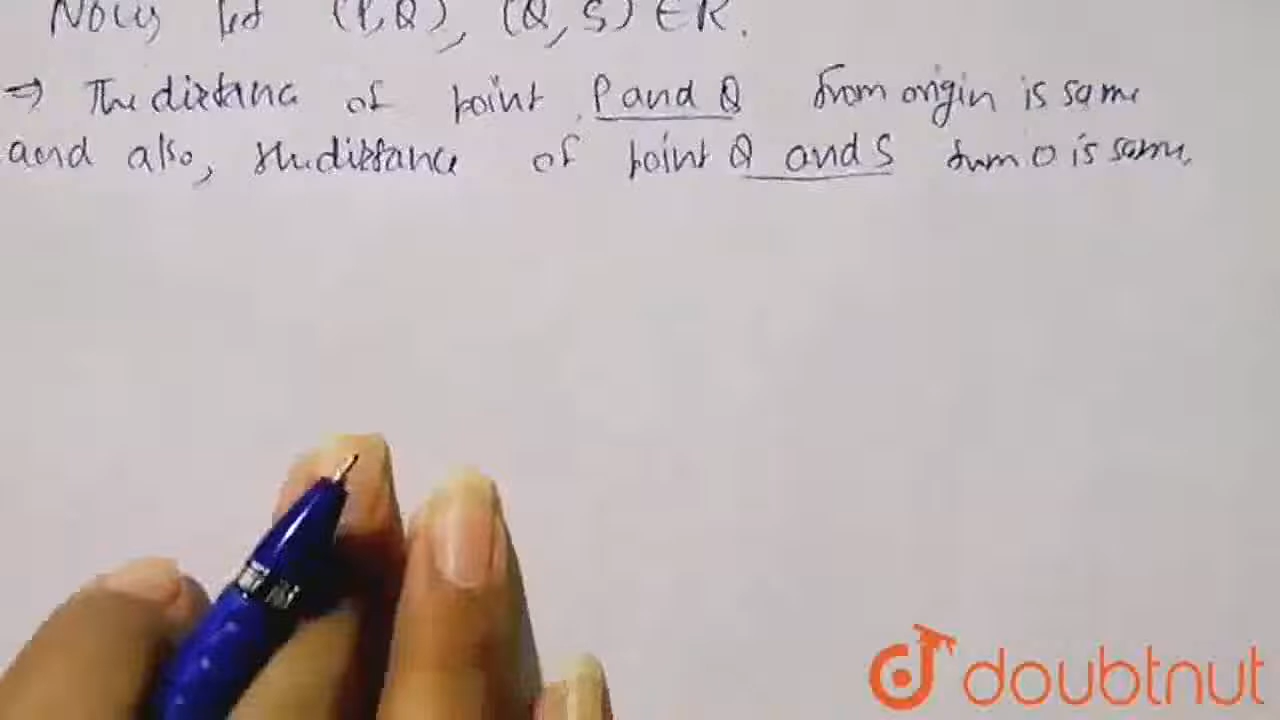 Now let (P,Q), (Q,S) ∈ R.
⇒ The distanc of point P and Q from origin is same
and also, the distance of point Q and S from O is same.
doubtnut